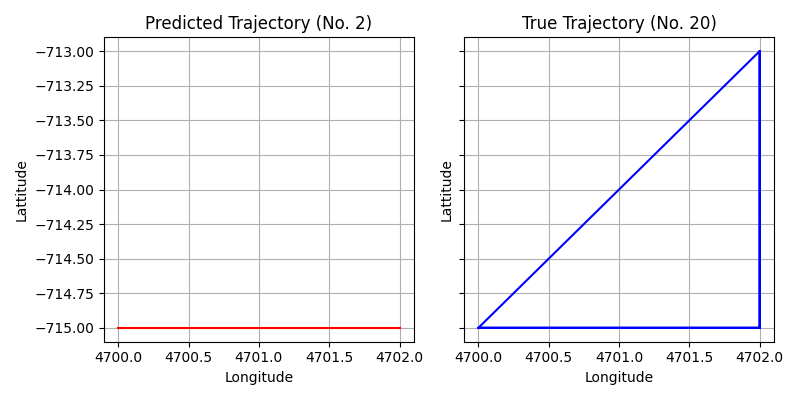 Predicted Trajectory (No. 2)
True Trajectory (No. 20)
Lattitude
−713.00
−713.25
−713.50
−713.75
−714.00
−714.25
−714.50
−714.75
−715.00
4700.0 4700.5 4701.0 4701.5 4702.0
Longitude
Lattitude
4700.0 4700.5 4701.0 4701.5 4702.0
Longitude